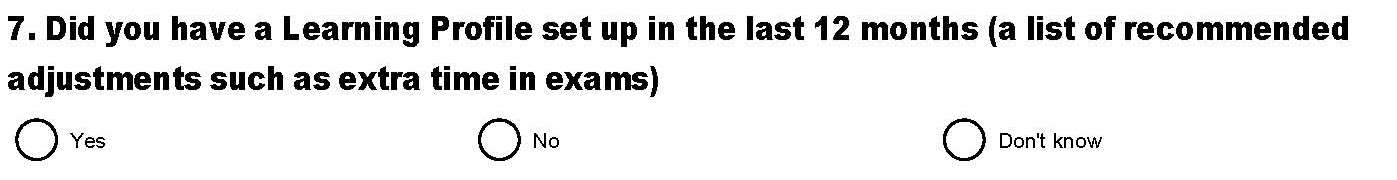 7. Did you have a Learning Profile set up in the last 12 months (a list of recommended
adjustments such as extra time in exams)
Yes No Don't know